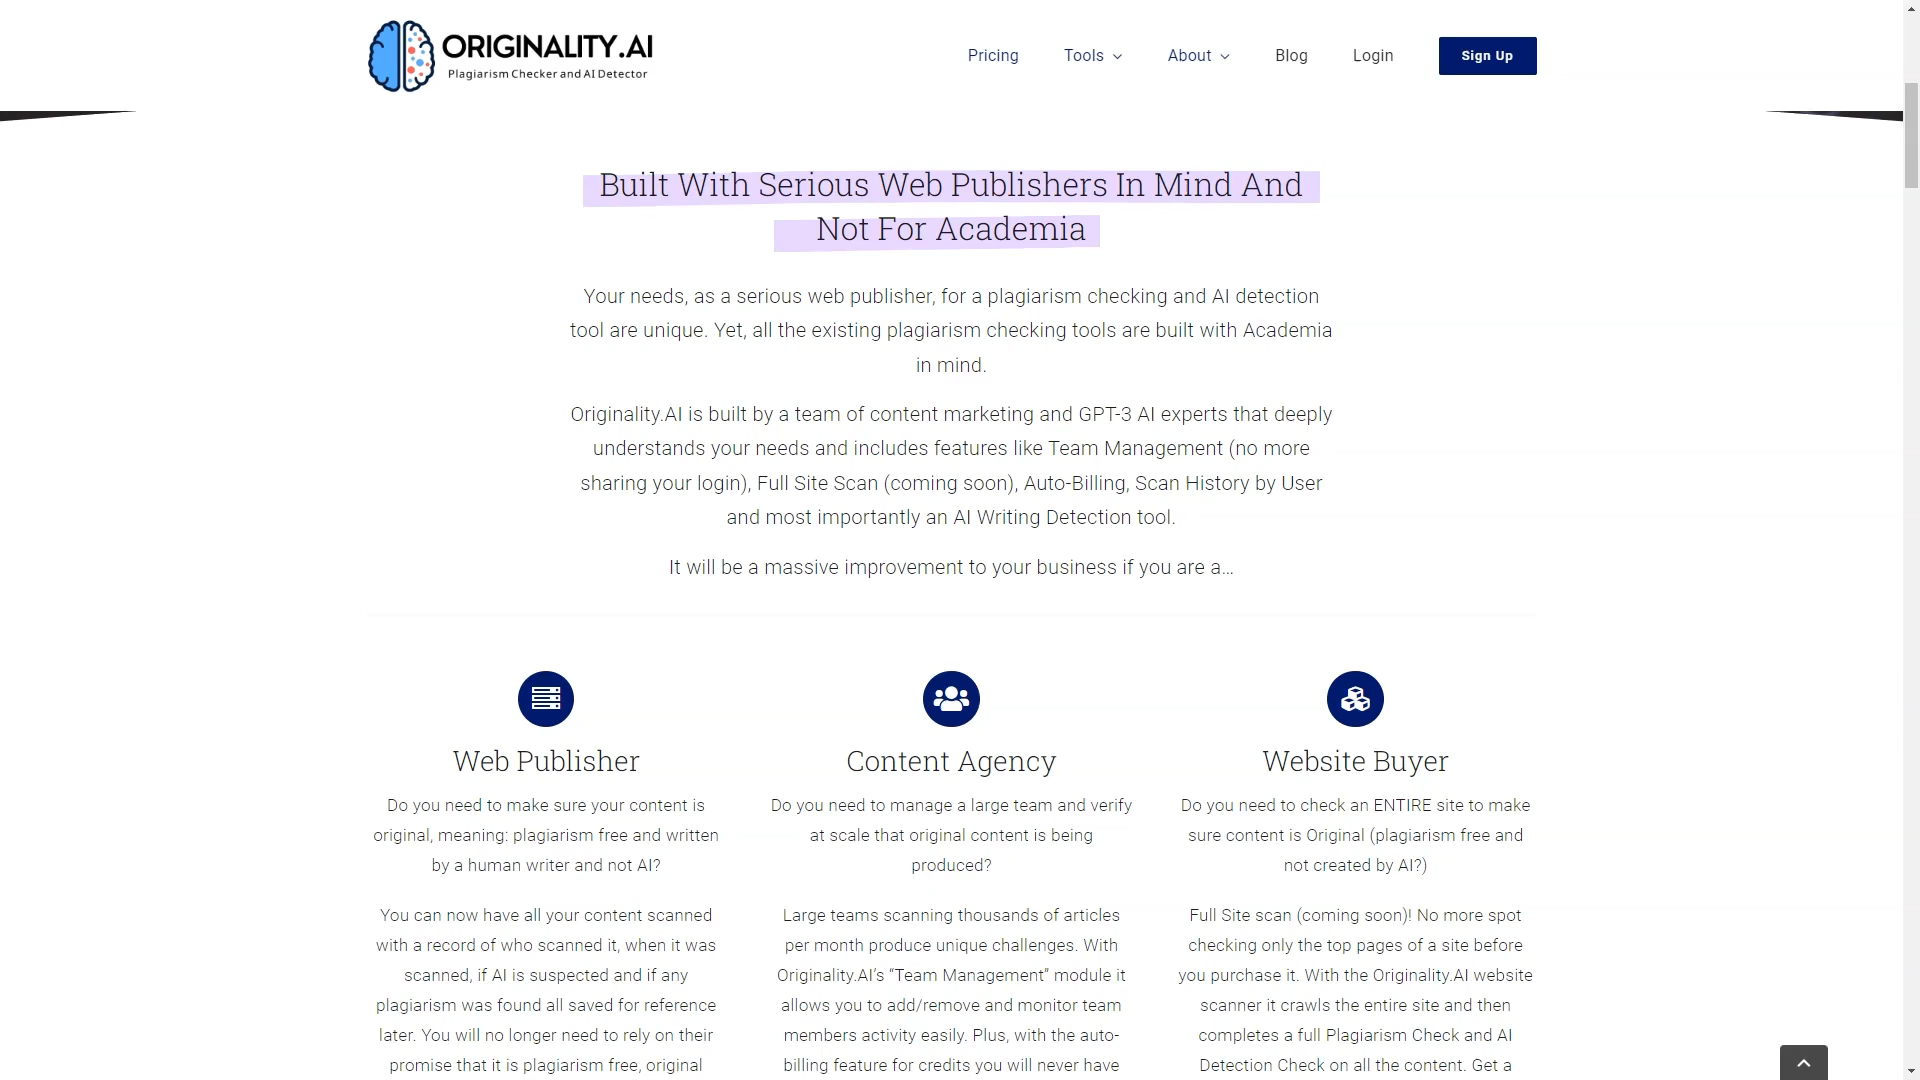 ORIGINALITY.AI
Plagiarism Checker and AI Detector
Pricing
Tools
About
Blog
Login
Sign Up
Built With Serious Web Publishers In Mind And
Not For Academia
Your needs, as a serious web publisher, for a plagiarism checking and AI detection
tool are unique. Yet, all the existing plagiarism checking tools are built with Academia
in mind.
Originality.AI is built by a team of content marketing and GPT-3 AI experts that deeply
understands your needs and includes features like Team Management (no more
sharing your login), Full Site Scan (coming soon), Auto-Billing, Scan History by User
and most importantly an AI Writing Detection tool.
It will be a massive improvement to your business if you are a…
Web Publisher
Do you need to make sure your content is
original, meaning: plagiarism free and written
by a human writer and not AI?
You can now have all your content scanned
with a record of who scanned it, when it was
scanned, if AI is suspected and if any
plagiarism was found all saved for reference
later. You will no longer need to rely on their
promise that it is plagiarism free, original
Content Agency
Do you need to manage a large team and verify
at scale that original content is being
produced?
Large teams scanning thousands of articles
per month produce unique challenges. With
Originality.AI’s “Team Management” module it
allows you to add/remove and monitor team
members activity easily. Plus, with the auto-
billing feature for credits you will never have
Website Buyer
Do you need to check an ENTIRE site to make
sure content is Original (plagiarism free and
not created by AI?)
Full Site scan (coming soon)! No more spot
checking only the top pages of a site before
you purchase it. With the Originality.AI website
scanner it crawls the entire site and then
completes a full Plagiarism Check and AI
Detection Check on all the content. Get a